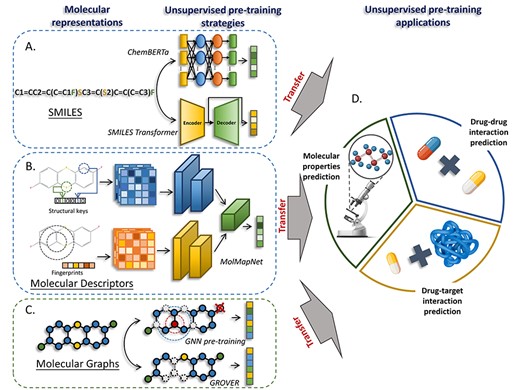 Molecular
representations
Unsupervised pre-training
strategies
Unsupervised pre-training
applications
A.
ChemBERTa
C1=CC2=C(C=C1F)SC3=C(S2)C=C(C=C3)F
SMILES
Encoder
Decoder
SMILES Transformer
Transfer
B.
Structural keys
Fingerprints
MolMapNet
Molecular Descriptors
Transfer
C.
GNN pre-training
Molecular Graphs
GROVER
Transfer
D.
Drug-drug
interaction
prediction
Molecular
properties
prediction
Drug-target
interaction
prediction